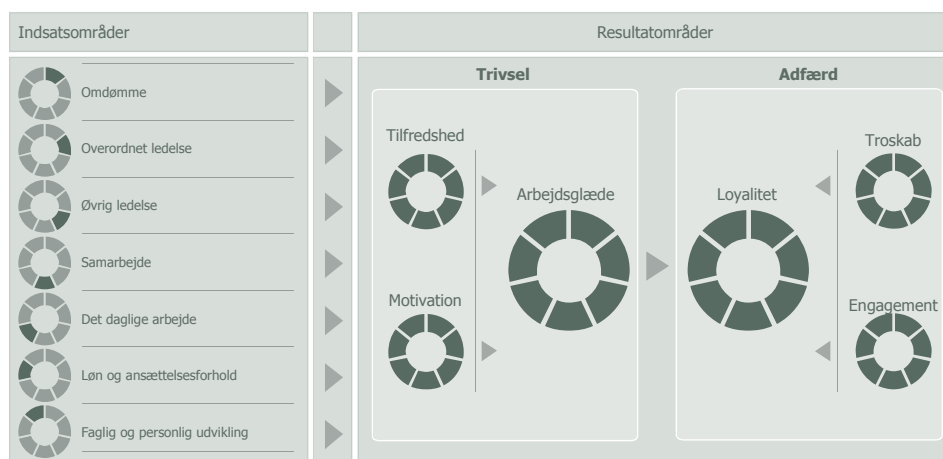 Indsatsområder
Resultatområder
Omdømme
Overordnet ledelse
Øvrig ledelse
Samarbejde
Det daglige arbejde
Løn og ansættelsesforhold
Faglig og personlig udvikling
Trivsel
Tilfredshed
Arbejdsglæde
Motivation
Adfærd
Troskab
Loyalitet
Engagement